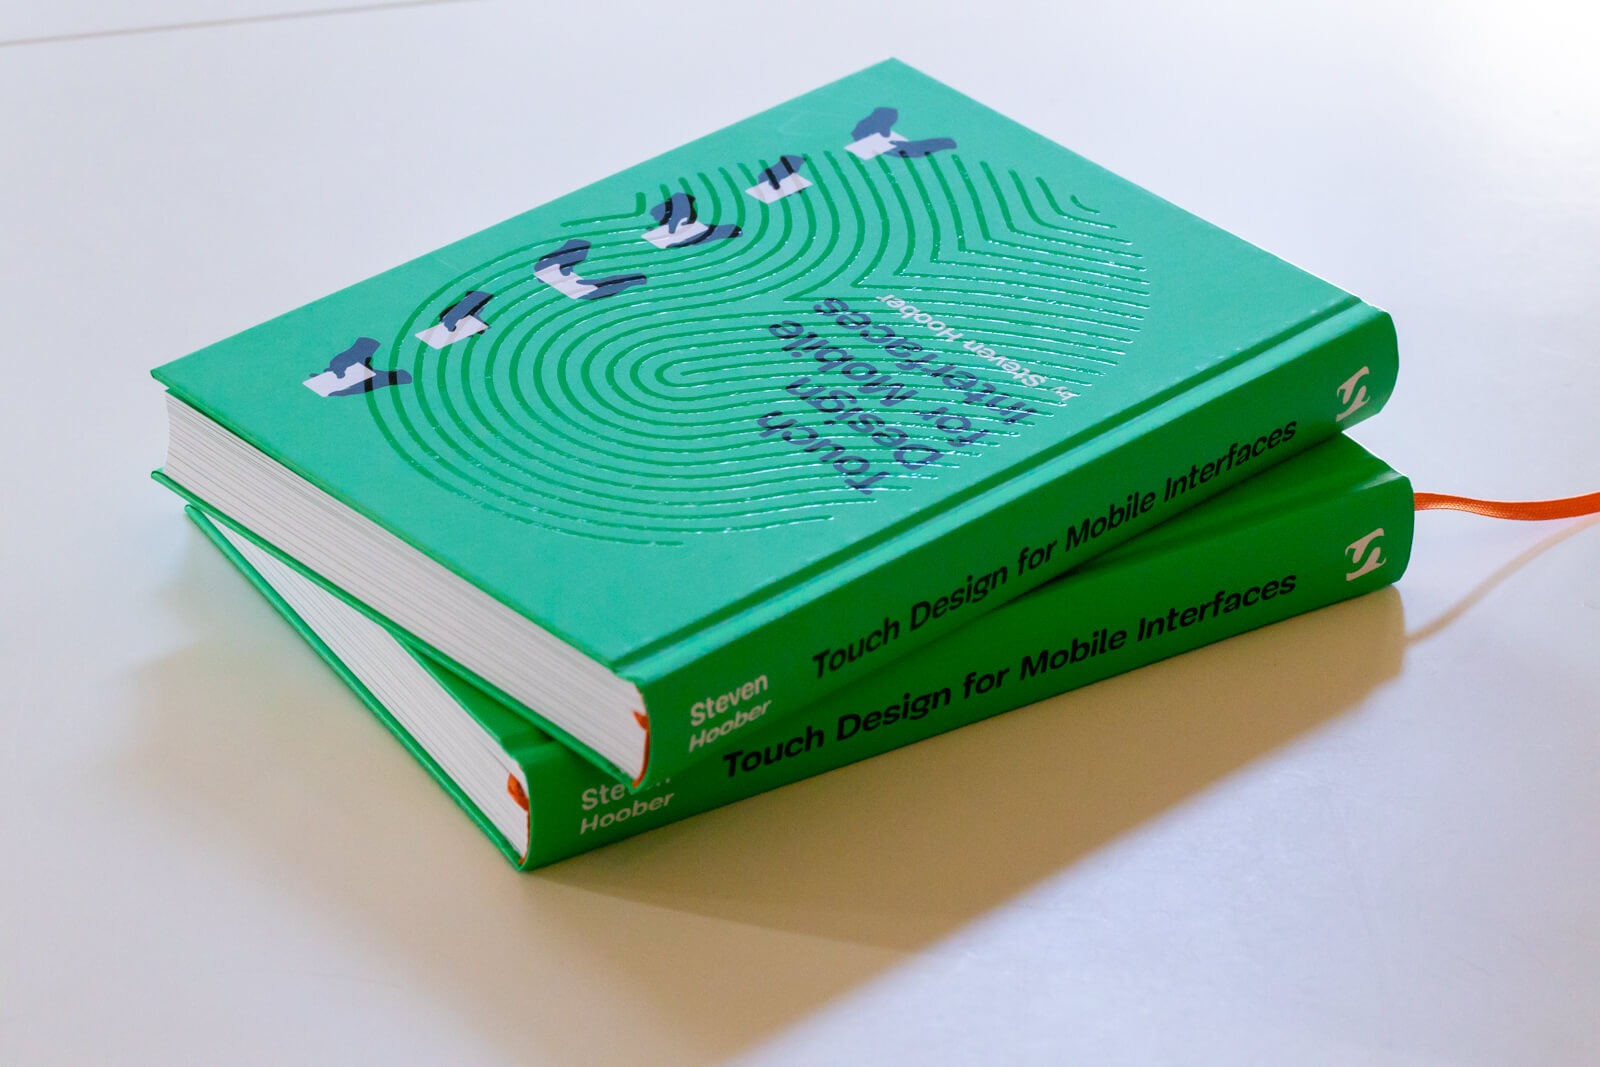 Touch
Design
for Mobile
Interfaces
by Steven Hoober
Steven
Hoober
Touch Design for Mobile Interfaces
Steven
Hoober
Touch Design for Mobile Interfaces